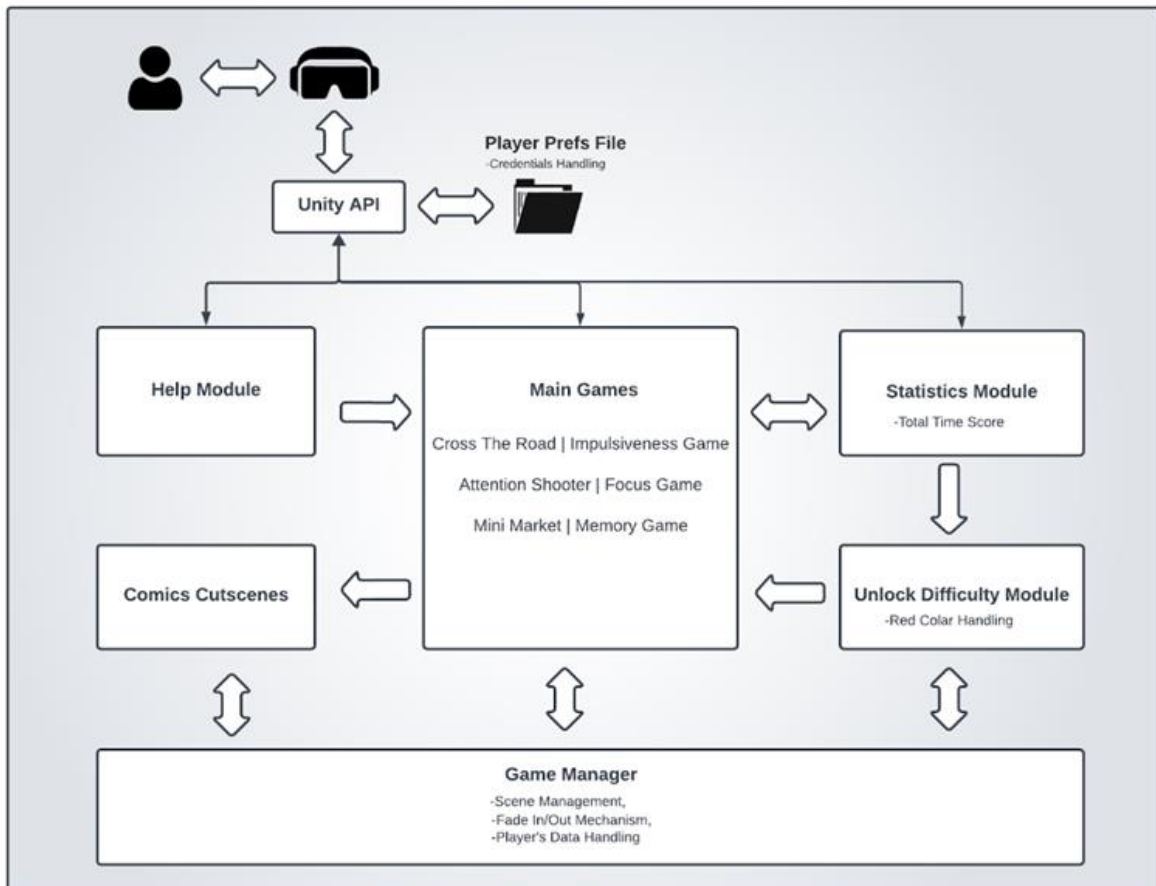 Player Prefs File
-Credentials Handling
Unity API
Help Module
Main Games
Cross The Road | Impulsiveness Game
Attention Shooter | Focus Game
Mini Market | Memory Game
Statistics Module
-Total Time Score
Comics Cutscenes
Unlock Difficulty Module
-Red Colar Handling
Game Manager
-Scene Management,
-Fade In/Out Mechanism,
-Player's Data Handling